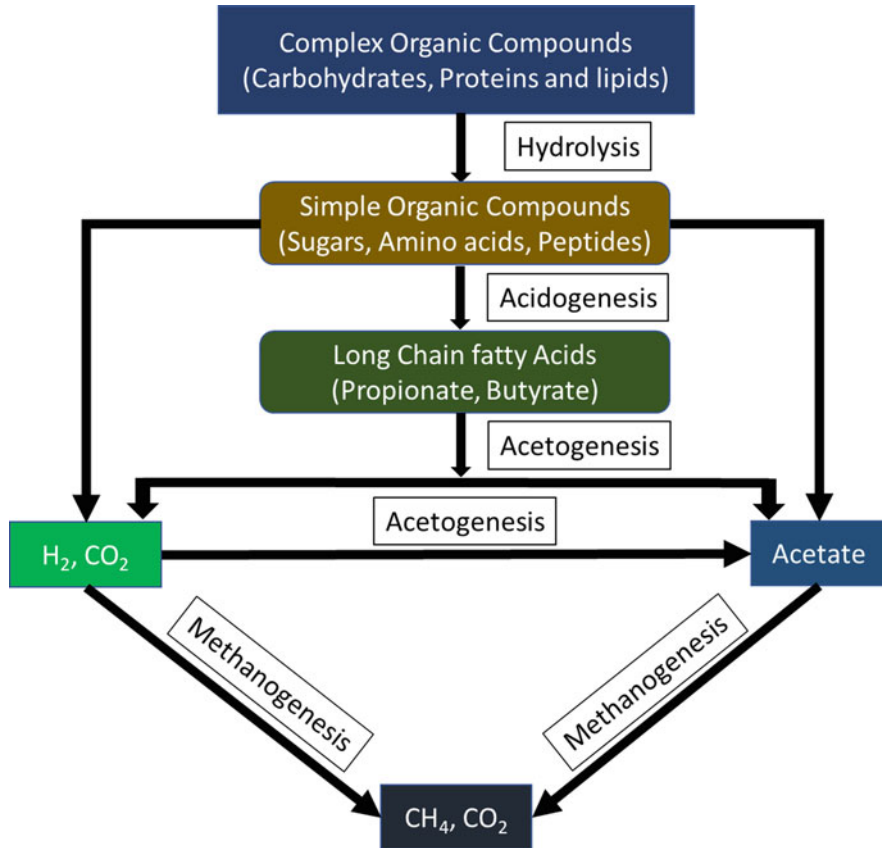 Complex Organic Compounds
(Carbohydrates, Proteins and lipids)
Hydrolysis
Simple Organic Compounds
(Sugars, Amino acids, Peptides)
Acidogenesis
Long Chain fatty Acids
(Propionate, Butyrate)
Acetogenesis
Acetogenesis
H₂, CO₂
Acetate
Methanogenesis
Methanogenesis
CH₄, CO₂